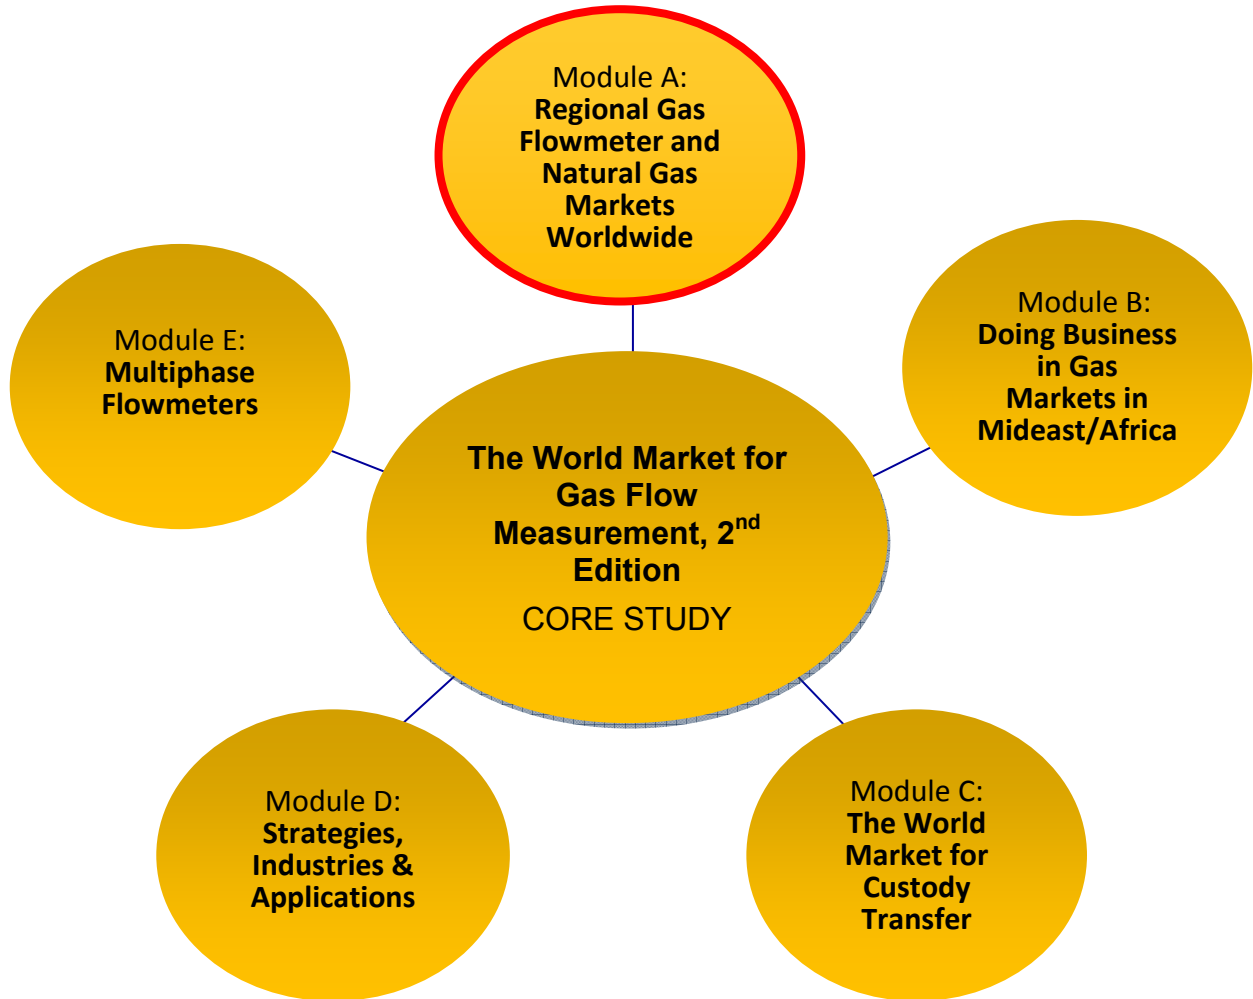 Module A:
Regional Gas
Flowmeter and
Natural Gas
Markets
Worldwide
Module E:
Multiphase
Flowmeters
Module B:
Doing Business
in Gas
Markets in
Mideast/Africa
The World Market for
Gas Flow
Measurement, 2nd
Edition
CORE STUDY
Module D:
Strategies,
Industries &
Applications
Module C:
The World
Market for
Custody
Transfer